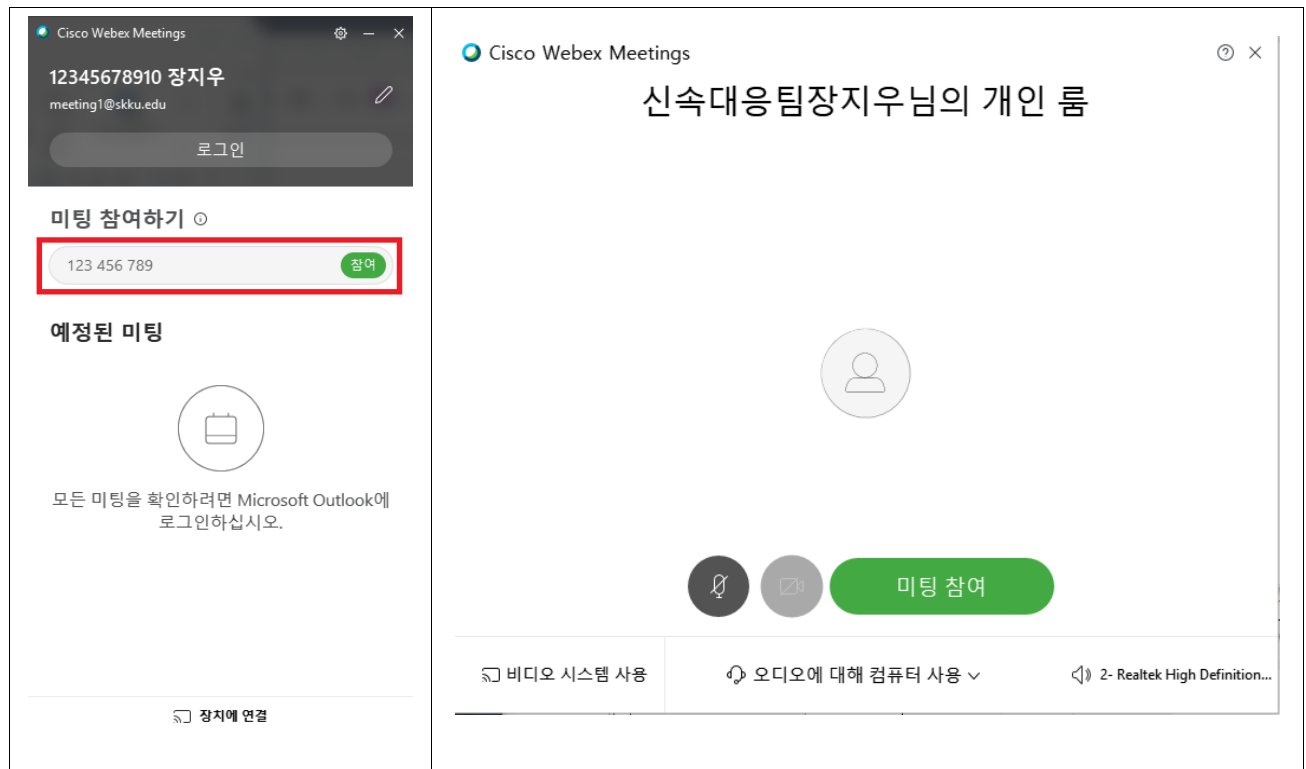 Cisco Webex Meetings
12345678910 장지우
meeting1@skku.edu
로그인
미팅 참여하기
123 456 789
참여
예정된 미팅
모든 미팅을 확인하려면 Microsoft Outlook에
로그인하십시오.
장치에 연결
Cisco Webex Meetings
신속대응팀장지우님의 개인 룸
미팅 참여
비디오 시스템 사용
오디오에 대해 컴퓨터 사용
2- Realtek High Definition...